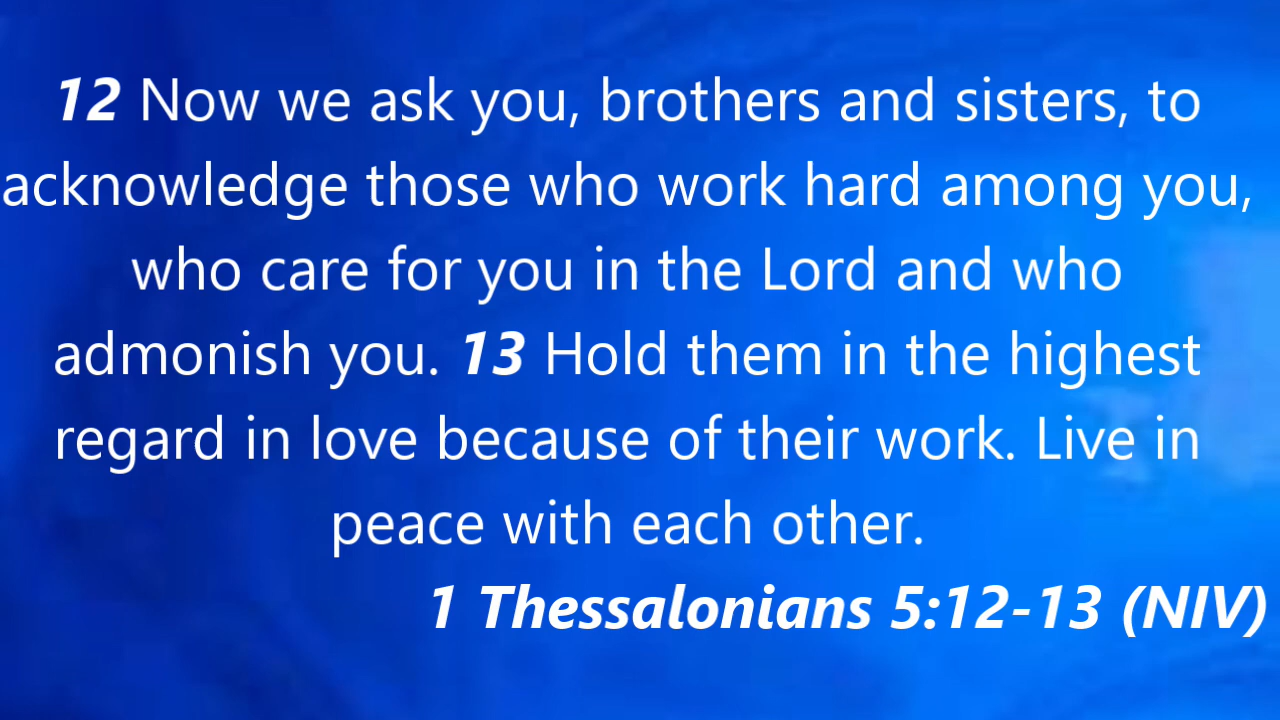 12 Now we ask you, brothers and sisters, to
acknowledge those who work hard among you,
who care for you in the Lord and who
admonish you. 13 Hold them in the highest
regard in love because of their work. Live in
peace with each other.
1 Thessalonians 5:12-13 (NIV)